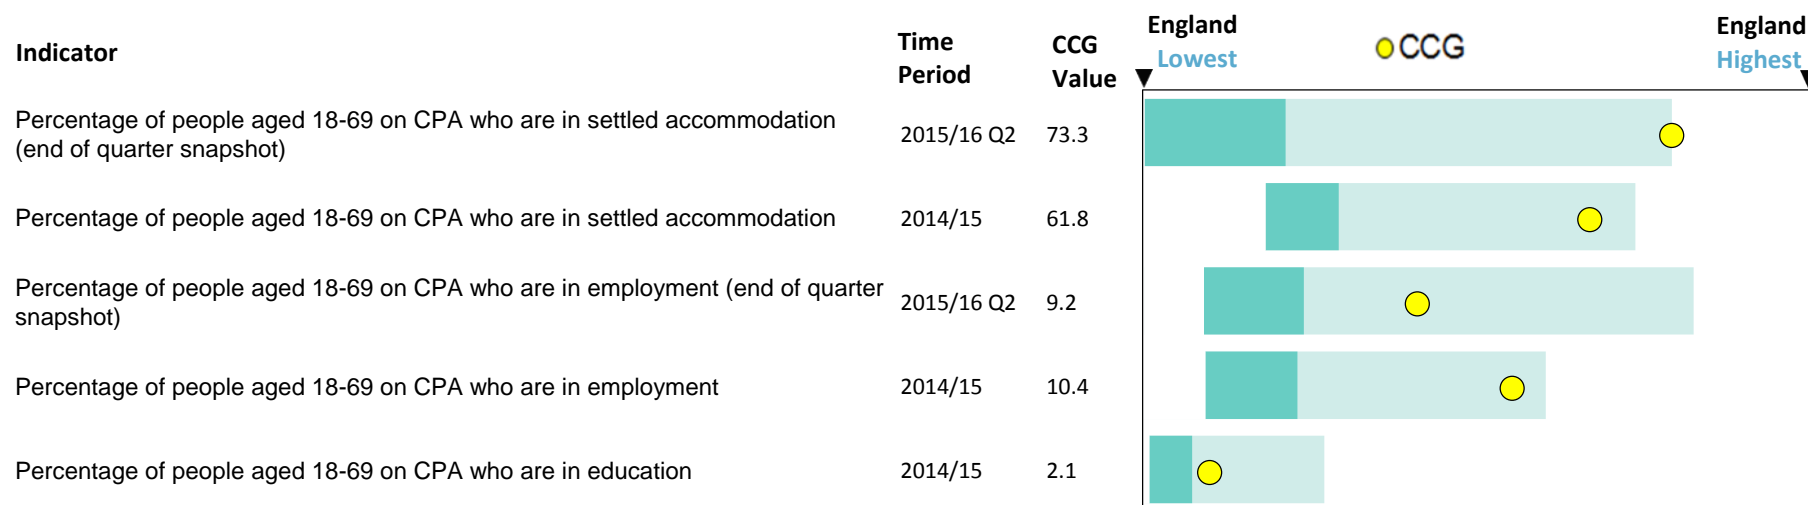 Indicator
Time Period
CCG Value
England Lowest
CCG
England Highest
Percentage of people aged 18-69 on CPA who are in settled accommodation
(end of quarter snapshot)
2015/16 Q2
73.3
Percentage of people aged 18-69 on CPA who are in settled accommodation
2014/15
61.8
Percentage of people aged 18-69 on CPA who are in employment (end of quarter
snapshot)
2015/16 Q2
9.2
Percentage of people aged 18-69 on CPA who are in employment
2014/15
10.4
Percentage of people aged 18-69 on CPA who are in education
2014/15
2.1